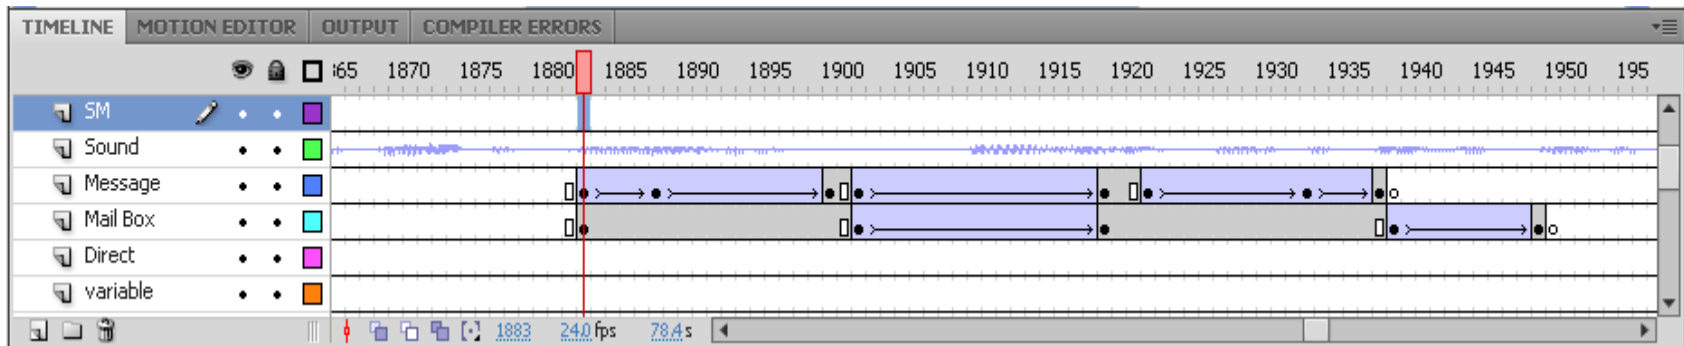 TIMELINE MOTION EDITOR OUTPUT COMPILER ERRORS
65 1870 1875 1880 1885 1890 1895 1900 1905 1910 1915 1920 1925 1930 1935 1940 1945 1950 195
SM
Sound
Message
Mail Box
Direct
variable
1883 24.0 fps 78.4 s